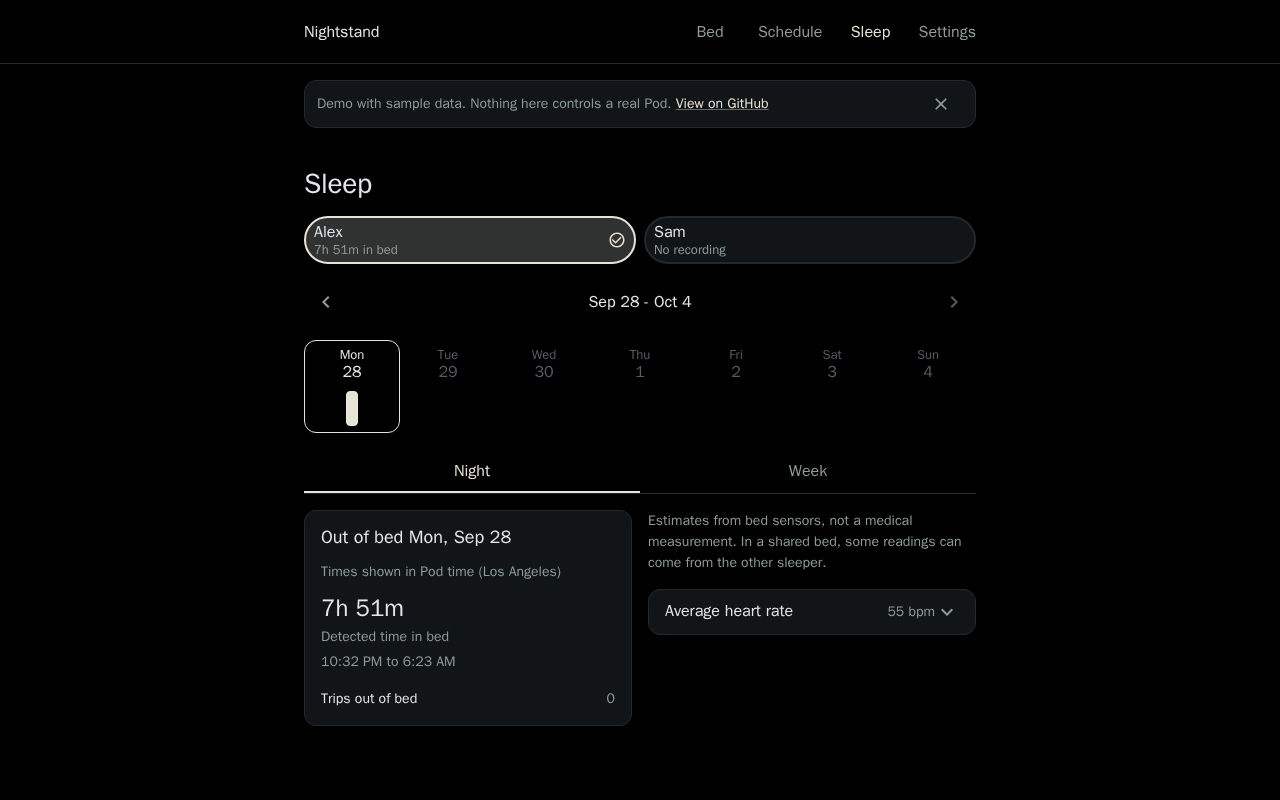 Nightstand
Bed
Schedule
Sleep
Settings
Demo with sample data. Nothing here controls a real Pod. View on GitHub
Sleep
Alex
7h 51m in bed
Sam
No recording
Sep 28 - Oct 4
Mon
28
Tue
29
Wed
30
Thu
1
Fri
2
Sat
3
Sun
4
Night
Week
Out of bed Mon, Sep 28
Times shown in Pod time (Los Angeles)
7h 51m
Detected time in bed
10:32 PM to 6:23 AM
Trips out of bed
0
Estimates from bed sensors, not a medical
measurement. In a shared bed, some readings can
come from the other sleeper.
Average heart rate
55 bpm